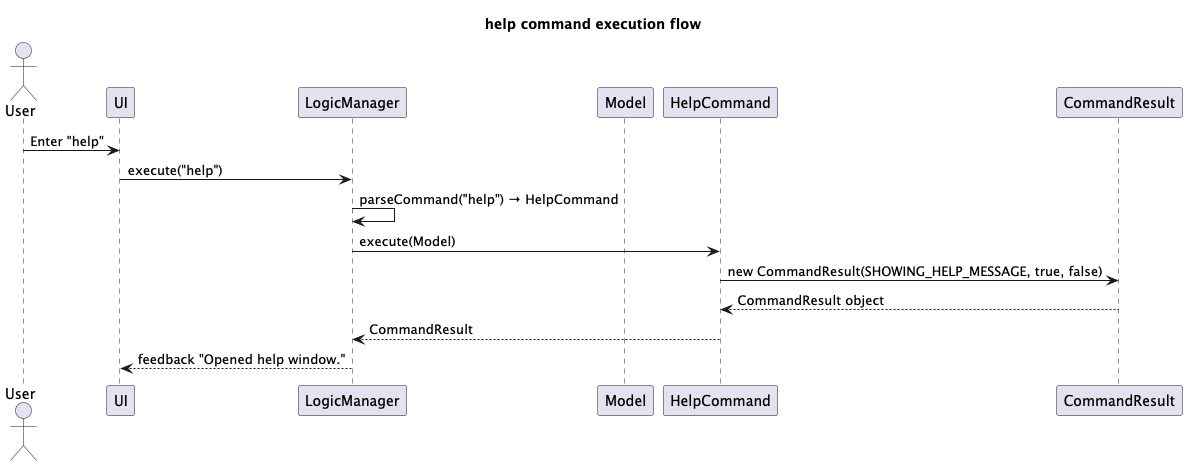 help command execution flow
User
UI
LogicManager
Model
HelpCommand
CommandResult
Enter "help"
execute("help")
parseCommand("help") → HelpCommand
execute(Model)
new CommandResult(SHOWING_HELP_MESSAGE, true, false)
CommandResult object
CommandResult
feedback "Opened help window."
User
UI
LogicManager
Model
HelpCommand
CommandResult